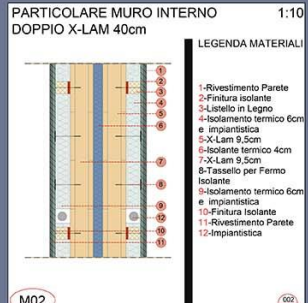 PARTICOLARE MURO INTERNO 1:10
DOPPIO X-LAM 40cm
LEGENDA MATERIALI
1-Rivestimento Parete
2-Finitura isolante
3-Listello in Legno
4-Isolamento termico 6cm
e impiantistica
5-X-Lam 9,5cm
6-Isolante termico 4cm
7-X-Lam 9,5cm
8-Tassello per Fermo
Isolante
9-Isolamento termico 6cm
e impiantistica
10-Finitura Isolante
11-Rivestimento Parete
12-Impiantistica
1
2
3
4
5
6
7
8
9
12
10
11
M02
002